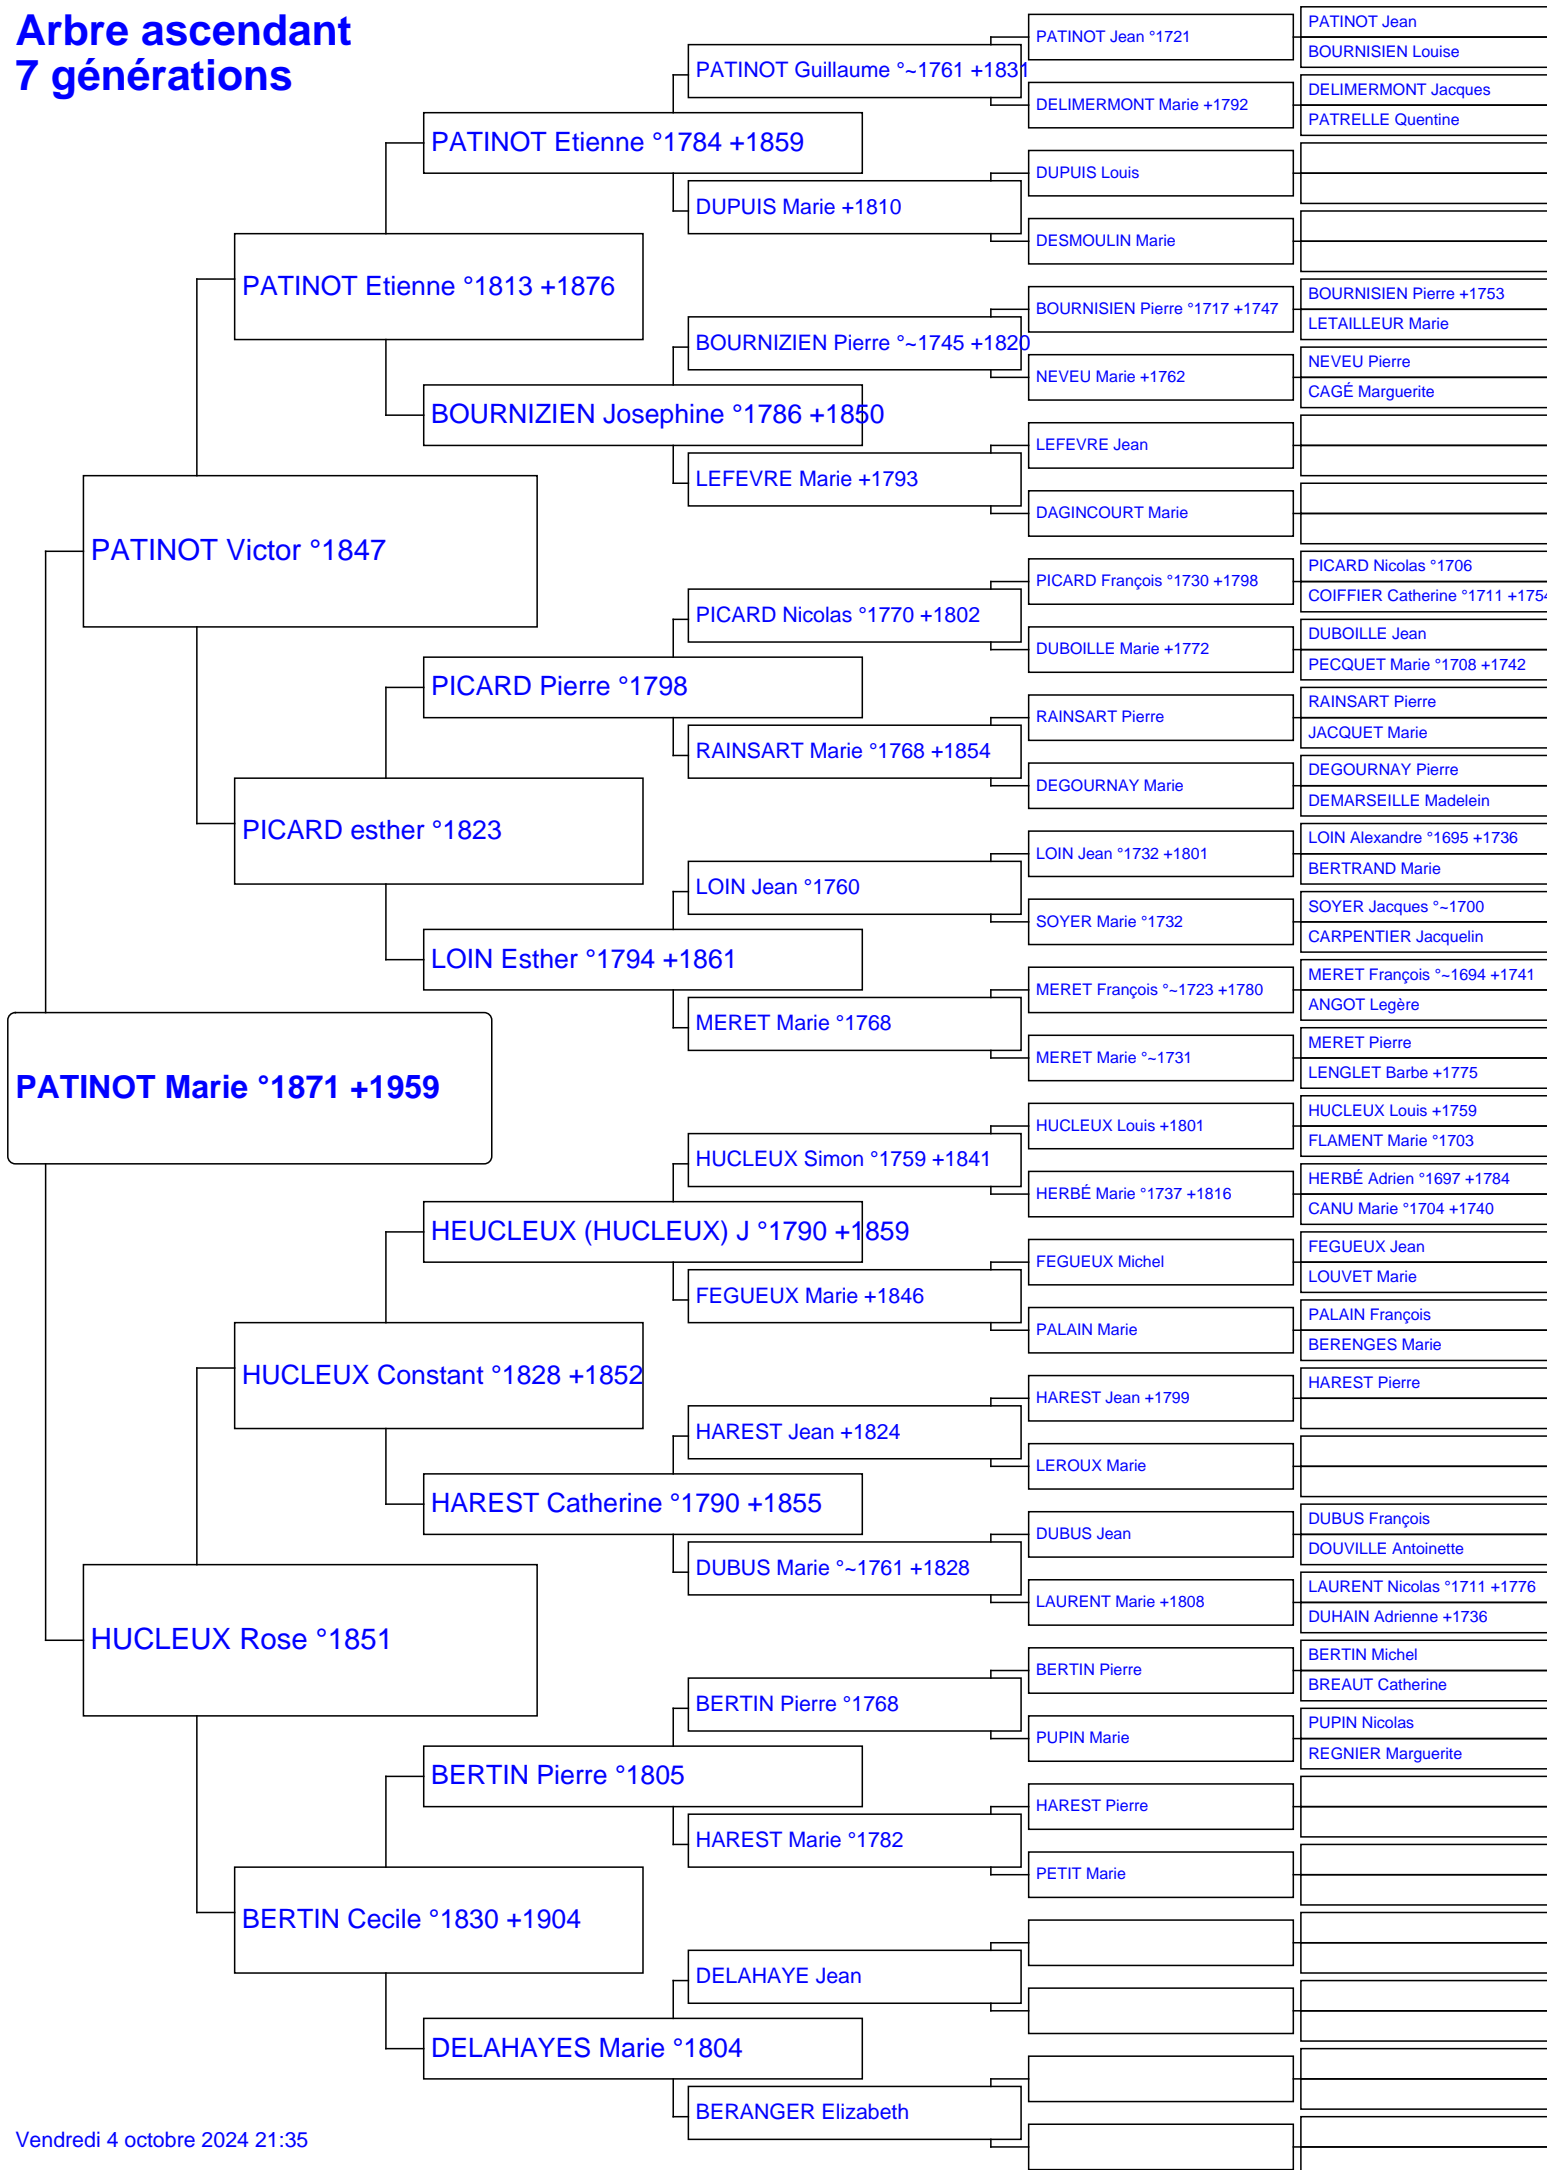 Arbre ascendant
7 générations
PATINOT Marie °1871 +1959
PATINOT Victor °1847
HUCLEUX Rose °1851
PATINOT Etienne °1813 +1876
PICARD esther °1823
HUCLEUX Constant °1828 +1852
BERTIN Cecile °1830 +1904
PATINOT Etienne °1784 +1859
BOURNIZIEN Josephine °1786 +1850
PICARD Pierre °1798
LOIN Esther °1794 +1861
HEUCLEUX (HUCLEUX) J °1790 +1859
HAREST Catherine °1790 +1855
BERTIN Pierre °1805
DELAHAYES Marie °1804
PATINOT Guillaume °~1761 +1831
DUPUIS Marie +1810
BOURNIZIEN Pierre °~1745 +1820
LEFEVRE Marie +1793
PICARD Nicolas °1770 +1802
RAINSART Marie °1768 +1854
LOIN Jean °1760
MERET Marie °1768
HUCLEUX Simon °1759 +1841
FEGUEUX Marie +1846
HAREST Jean +1824
DUBUS Marie °~1761 +1828
BERTIN Pierre °1768
HAREST Marie °1782
DELAHAYE Jean
BERANGER Elizabeth
PATINOT Jean °1721
DELIMERMONT Marie +1792
DUPUIS Louis
DESMOULIN Marie
BOURNISIEN Pierre °1717 +1747
NEVEU Marie +1762
LEFEVRE Jean
DAGINCOURT Marie
PICARD François °1730 +1798
DUBOILLE Marie +1772
RAINSART Pierre
DEGOURNAY Marie
LOIN Jean °1732 +1801
SOYER Marie °1732
MERET François °~1723 +1780
MERET Marie °~1731
HUCLEUX Louis +1801
HERBÉ Marie °1737 +1816
FEGUEUX Michel
PALAIN Marie
HAREST Jean +1799
LEROUX Marie
DUBUS Jean
LAURENT Marie +1808
BERTIN Pierre
PUPIN Marie
HAREST Pierre
PETIT Marie
PATINOT Jean
BOURNISIEN Louise
DELIMERMONT Jacques
PATRELLE Quentine
BOURNISIEN Pierre +1753
LETAILLEUR Marie
NEVEU Pierre
CAGÉ Marguerite
PICARD Nicolas °1706
COIFFIER Catherine °1711 +1754
DUBOILLE Jean
PECQUET Marie °1708 +1742
RAINSART Pierre
JACQUET Marie
DEGOURNAY Pierre
DEMARSEILLE Madelein
LOIN Alexandre °1695 +1736
BERTRAND Marie
SOYER Jacques °~1700
CARPENTIER Jacquelin
MERET François °~1694 +1741
ANGOT Legère
MERET Pierre
LENGLET Barbe +1775
HUCLEUX Louis +1759
FLAMENT Marie °1703
HERBÉ Adrien °1697 +1784
CANU Marie °1704 +1740
FEGUEUX Jean
LOUVET Marie
PALAIN François
BERENGES Marie
HAREST Pierre
DUBUS François
DOUVILLE Antoinette
LAURENT Nicolas °1711 +1776
DUHAIN Adrienne +1736
BERTIN Michel
BREAUT Catherine
PUPIN Nicolas
REGNIER Marguerite
Vendredi 4 octobre 2024 21:35